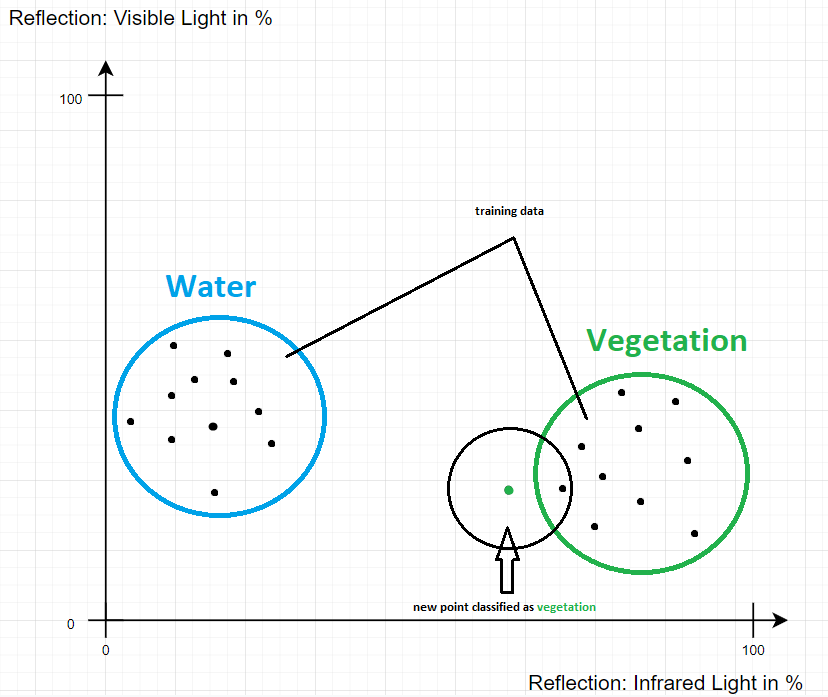 Reflection: Visible Light in %
100
training data
Water
Vegetation
new point classified as vegetation
0
0
100
Reflection: Infrared Light in %